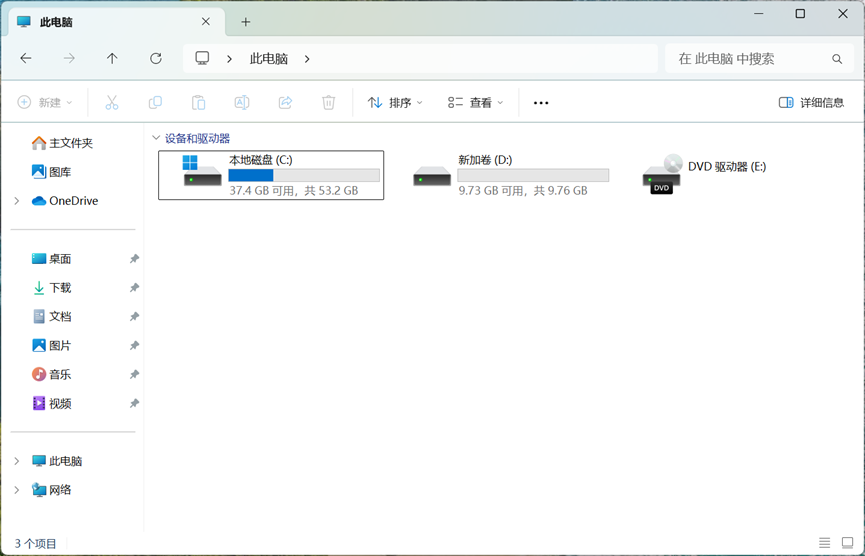 此电脑
此电脑
在 此电脑 中搜索
新建
排序
查看
详细信息
主文件夹
图库
OneDrive
桌面
下载
文档
图片
音乐
视频
此电脑
网络
设备和驱动器
本地磁盘 (C:)
37.4 GB 可用，共 53.2 GB
新加卷 (D:)
9.73 GB 可用，共 9.76 GB
DVD 驱动器 (E:)
DVD
3 个项目